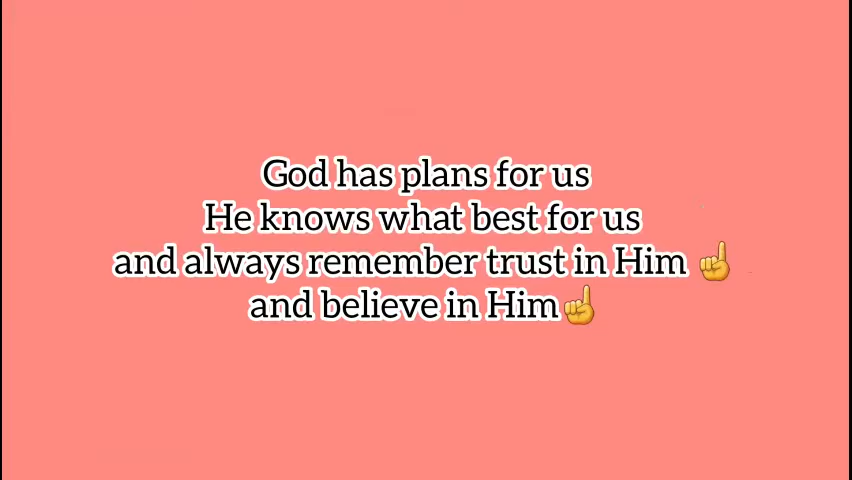 God has plans for us
He knows what best for us
and always remember trust in Him ☝️
and believe in Him☝️